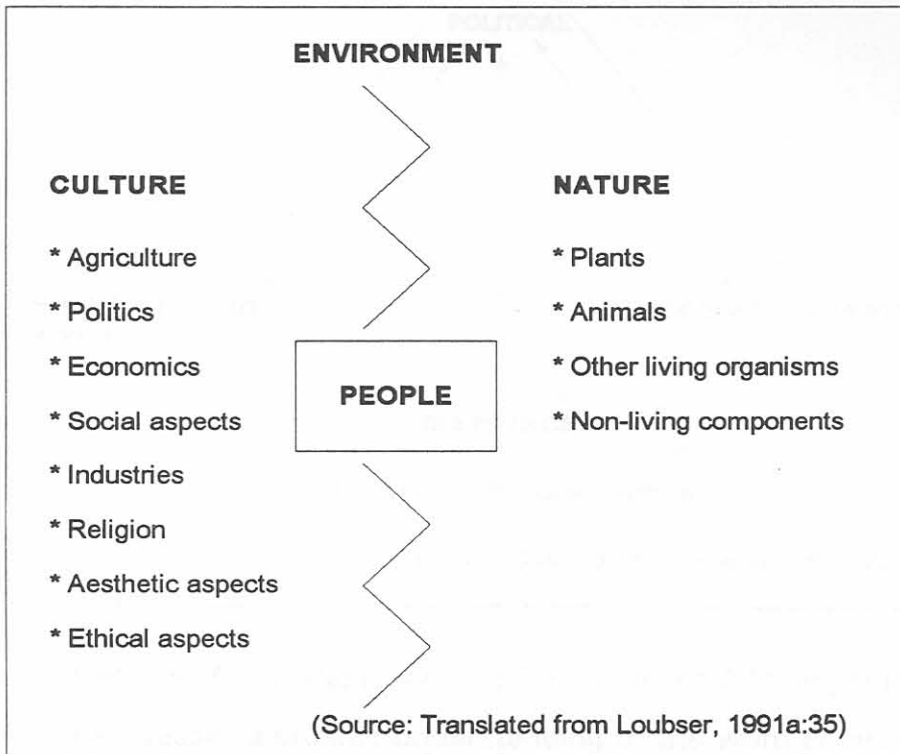 ENVIRONMENT
CULTURE
* Agriculture
* Politics
* Economics
* Social aspects
* Industries
* Religion
* Aesthetic aspects
* Ethical aspects
PEOPLE
NATURE
* Plants
* Animals
* Other living organisms
* Non-living components
(Source: Translated from Loubser, 1991a:35)